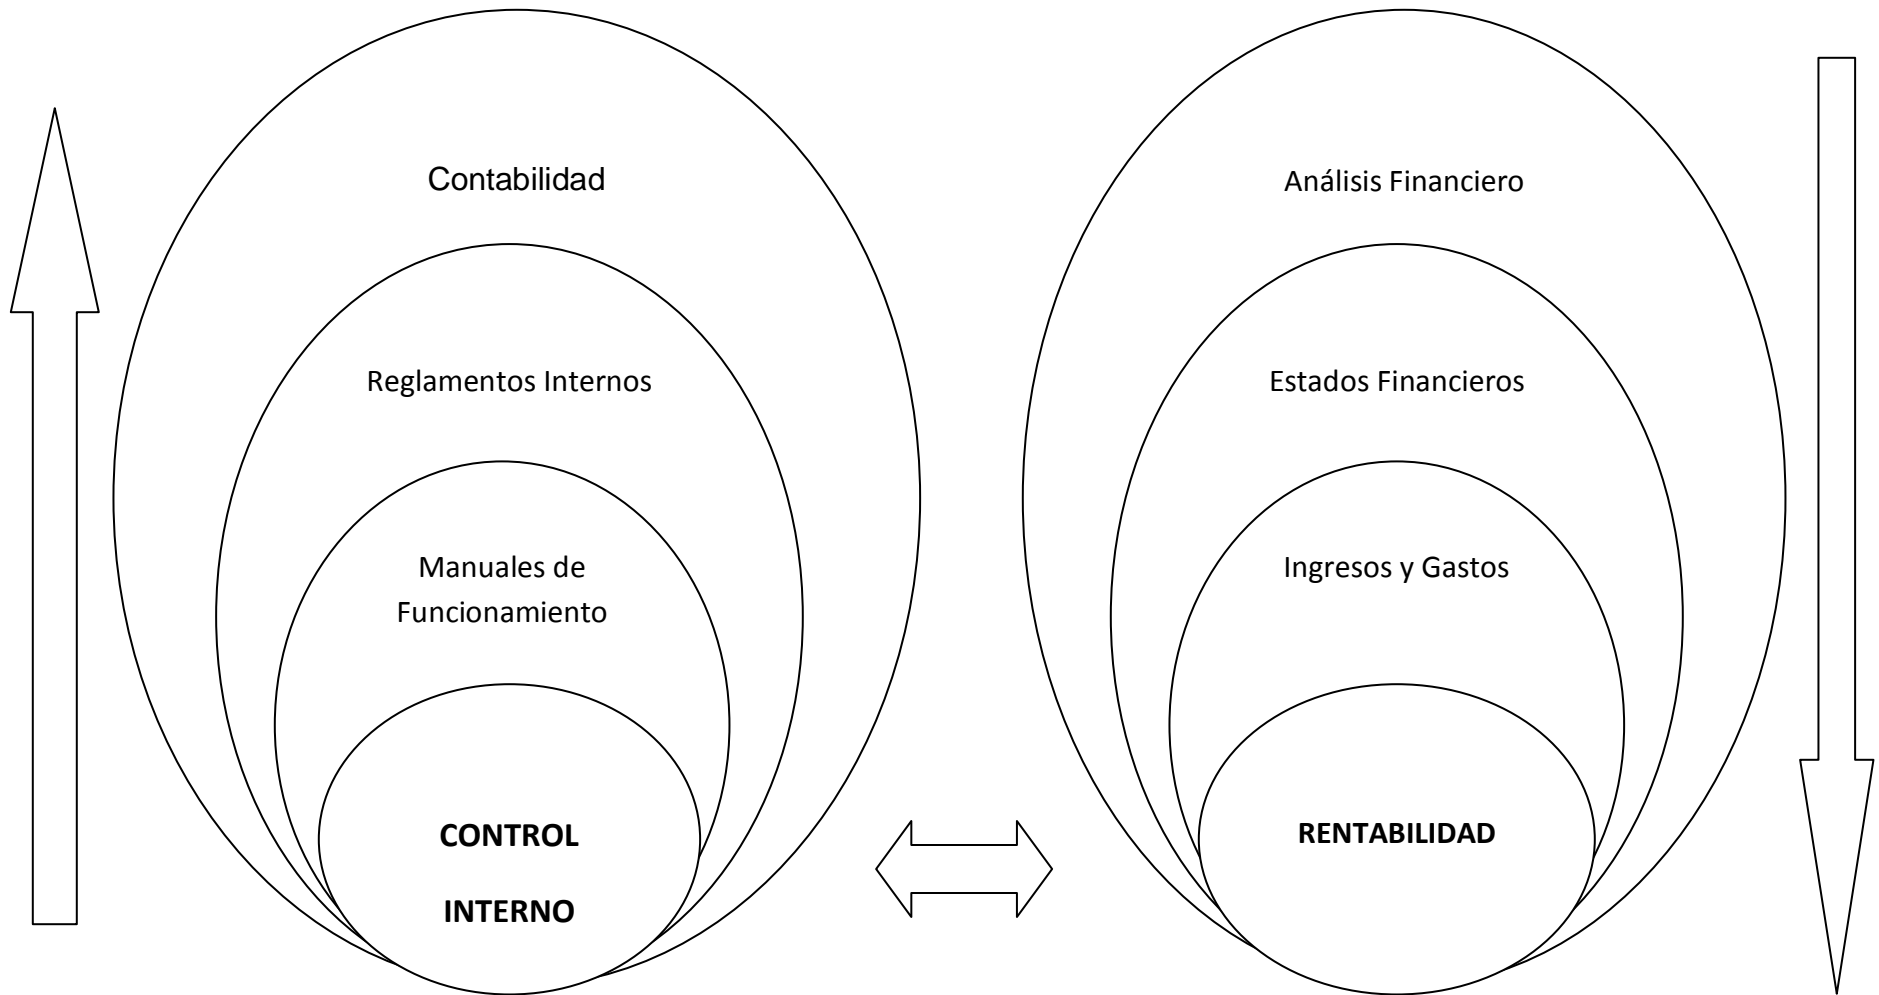 Contabilidad
Reglamentos Internos
Manuales de
Funcionamiento
CONTROL
INTERNO
Análisis Financiero
Estados Financieros
Ingresos y Gastos
RENTABILIDAD